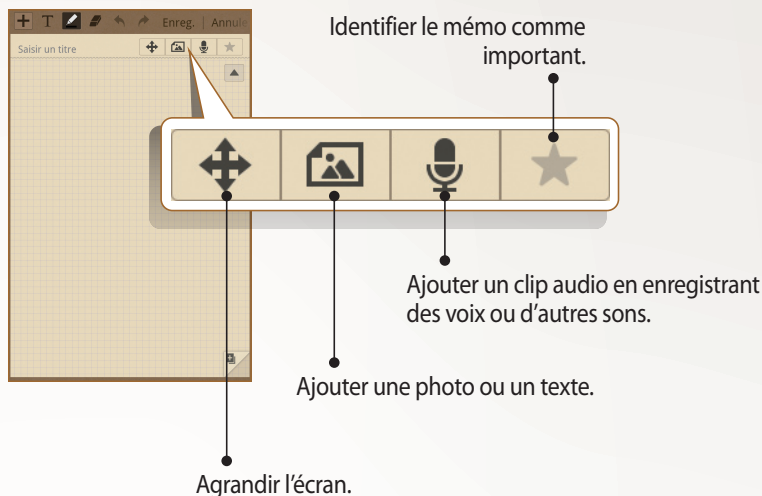 T Enreg. | Annule
Saisir un titre
Identifier le mémo comme
important.
Ajouter un clip audio en enregistrant
des voix ou d'autres sons.
Ajouter une photo ou un texte.
Agrandir l'écran.